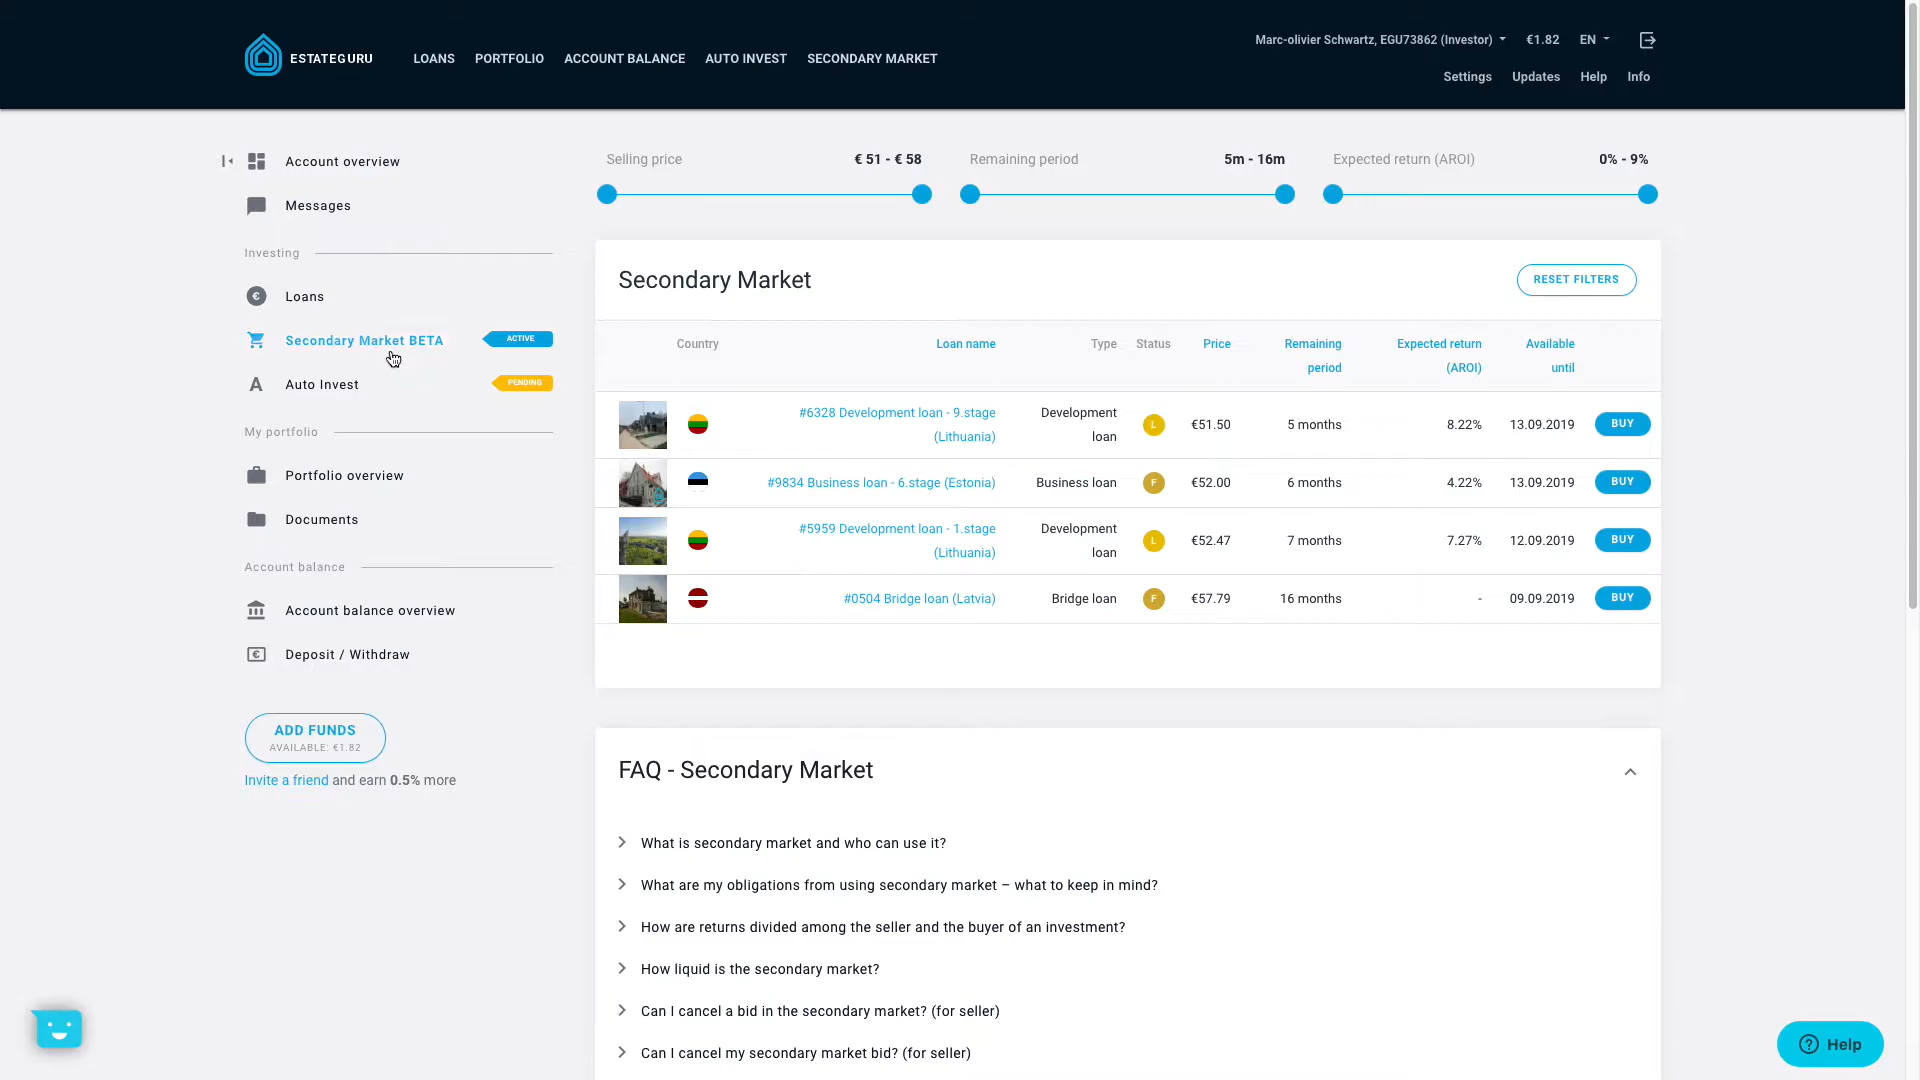 ESTATEGURU
LOANS
PORTFOLIO
ACCOUNT BALANCE
AUTO INVEST
SECONDARY MARKET
Marc-olivier Schwartz, EGU73862 (Investor)
€1.82
EN
Settings
Updates
Help
Info
Account overview
Messages
Investing
€
Loans
Secondary Market BETA
ACTIVE
A
Auto Invest
PENDING
My portfolio
Portfolio overview
Documents
Account balance
Account balance overview
€
Deposit / Withdraw
ADD FUNDS
AVAILABLE: €1.82
Invite a friend and earn 0.5% more
Selling price
€ 51 - € 58
Remaining period
5m - 16m
Expected return (AROI)
0% - 9%
Secondary Market
RESET FILTERS
Country
Loan name
Type
Status
Price
Remaining
period
Expected return
(AROI)
Available
until
#6328 Development loan - 9.stage
(Lithuania)
Development
loan
L
€51.50
5 months
8.22%
13.09.2019
BUY
#9834 Business loan - 6.stage (Estonia)
Business loan
F
€52.00
6 months
4.22%
13.09.2019
BUY
#5959 Development loan - 1.stage
(Lithuania)
Development
loan
L
€52.47
7 months
7.27%
12.09.2019
BUY
#0504 Bridge loan (Latvia)
Bridge loan
F
€57.79
16 months
-
09.09.2019
BUY
FAQ - Secondary Market
What is secondary market and who can use it?
What are my obligations from using secondary market – what to keep in mind?
How are returns divided among the seller and the buyer of an investment?
How liquid is the secondary market?
Can I cancel a bid in the secondary market? (for seller)
Can I cancel my secondary market bid? (for seller)
? Help